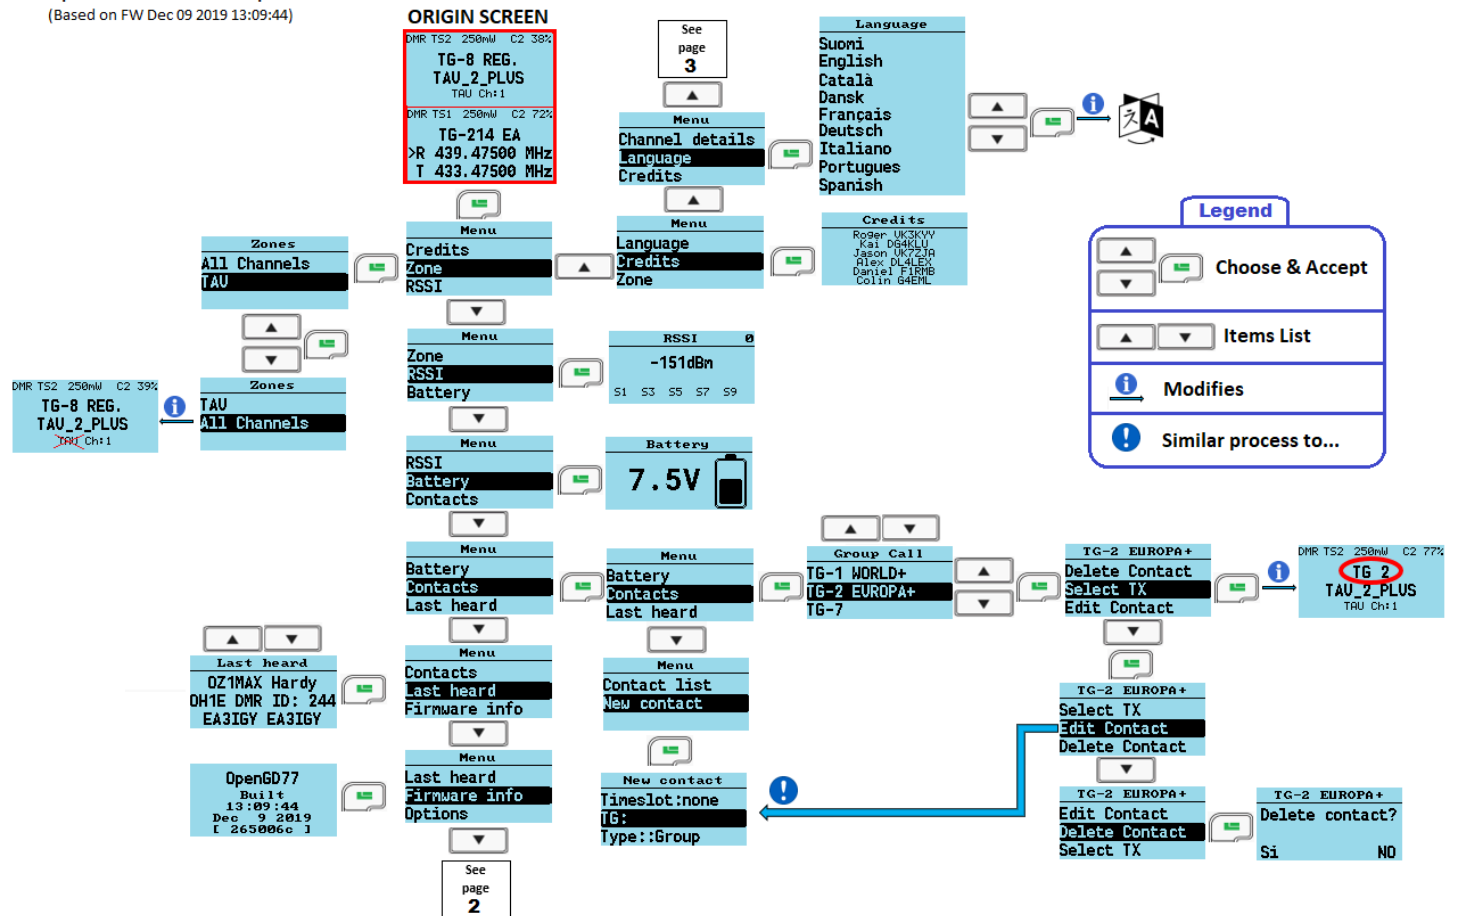 (Based on FW Dec 09 2019 13:09:44)
ORIGIN SCREEN
DMR TS2 250mW C2 38%
TG-8 REG.
TAV_2_PLUS
TAU Ch:1
DMR TS1 250mW C2 72%
TG-214 EA
>R 439.47500 MHz
T 433.47500 MHz
See
page
3
Menu
Channel details
Language
Credits
Language
Suomi
English
Català
Dansk
Français
Deutsch
Italiano
Portugues
Spanish
Menu
Language
Credits
Zone
Credits
Roger VK3KYY
Kai DG4KLU
Jason VK7ZJA
Alex DL4LEX
Daniel F1RMB
Colin G4EML
Legend
Choose & Accept
Items List
Modifies
Similar process to...
Zones
All Channels
TAU
Menu
Credits
Zone
RSSI
Menu
Zone
RSSI
Battery
RSSI 0
-151dBm
S1 S3 S5 S7 S9
DMR TS2 250mW C2 39%
TG-8 REG.
TAV_2_PLUS
TAU Ch:1
Zones
TAU
All Channels
Menu
RSSI
Battery
Contacts
Battery
7.5V
Menu
Battery
Contacts
Last heard
Menu
Battery
Contacts
Last heard
Group Call
TG-1 WORLD+
TG-2 EUROPA+
TG-7
TG-2 EUROPA+
Delete Contact
Select TX
Edit Contact
DMR TS2 250mW C2 77%
TG 2
TAV_2_PLUS
TAU Ch:1
Last heard
OZ1MAX Hardy
OH1E DMR ID: 244
EA3IGY EA3IGY
Menu
Contacts
Last heard
Firmware info
Menu
Contact list
New contact
TG-2 EUROPA+
Select TX
Edit Contact
Delete Contact
OpenGD77
Built
13:09:44
Dec 9 2019
[ 265006c ]
Menu
Last heard
Firmware info
Options
New contact
Timeslot:none
TG:
Type::Group
TG-2 EUROPA+
Edit Contact
Delete Contact
Select TX
TG-2 EUROPA+
Delete contact?
Si NO
See
page
2